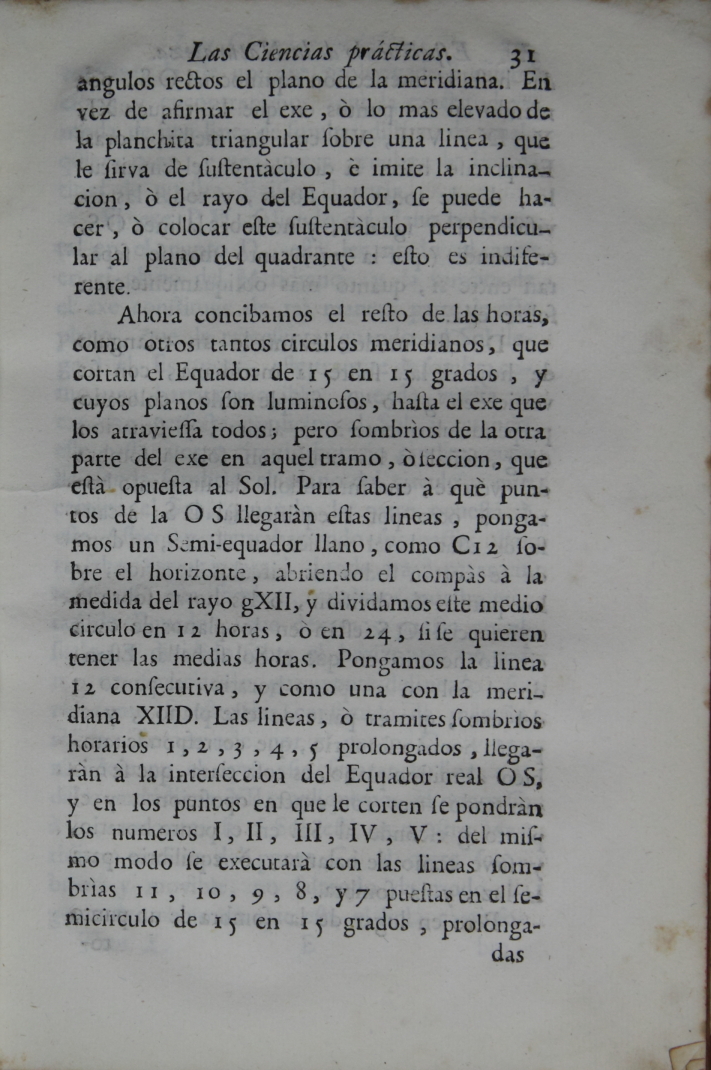 Las Ciencias prácticas. 31
angulos rectos el plano de la meridiana. En
vez de afirmar el exe, ò lo mas elevado de
la planchita triangular ſobre una linea, que
le ſirva de ſuſtentàculo, è imite la inclina-
cion, ò el rayo del Equador, ſe puede ha-
cer, ò colocar eſte ſuſtentàculo perpendicu-
lar al plano del quadrante : eſto es indife-
rente.
Ahora concibamos el reſto de las horas,
como otros tantos circulos meridianos, que
cortan el Equador de 15 en 15 grados, y
cuyos planos ſon luminoſos, haſta el exe que
los atravieſſa todos; pero ſombrìos de la otra
parte del exe en aquel tramo, ò ſeccion, que
eſtà opueſta al Sol. Para ſaber à què pun-
tos de la O S llegaràn eſtas lineas, ponga-
mos un Semi-equador llano, como C12 ſo-
bre el horizonte, abriendo el compàs à la
medida del rayo gXII, y dividamos eſte medio
circulo en 12 horas, ò en 24, ſi ſe quieren
tener las medias horas. Pongamos la linea
12 conſecutiva, y como una con la meri-
diana XIID. Las lineas, ò tramites ſombrìos
horarios 1, 2, 3, 4, 5 prolongados, llega-
ràn à la interſeccion del Equador real O S,
y en los puntos en que le corten ſe pondràn
los numeros I, II, III, IV, V : del miſ-
mo modo ſe executarà con las lineas ſom-
brìas 11, 10, 9, 8, y 7 pueſtas en el ſe-
micirculo de 15 en 15 grados, prolonga-
das